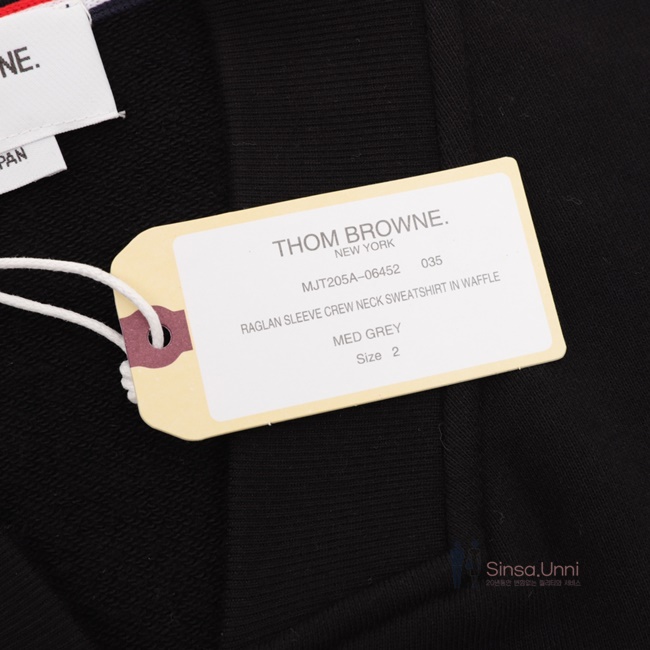 NE.
PAN
THOM BROWNE.
NEW YORK
MJT205A-06452 035
RAGLAN SLEEVE CREW NECK SWEATSHIRT IN WAFFLE
MED GREY
Size 2
Sinsa,Unni